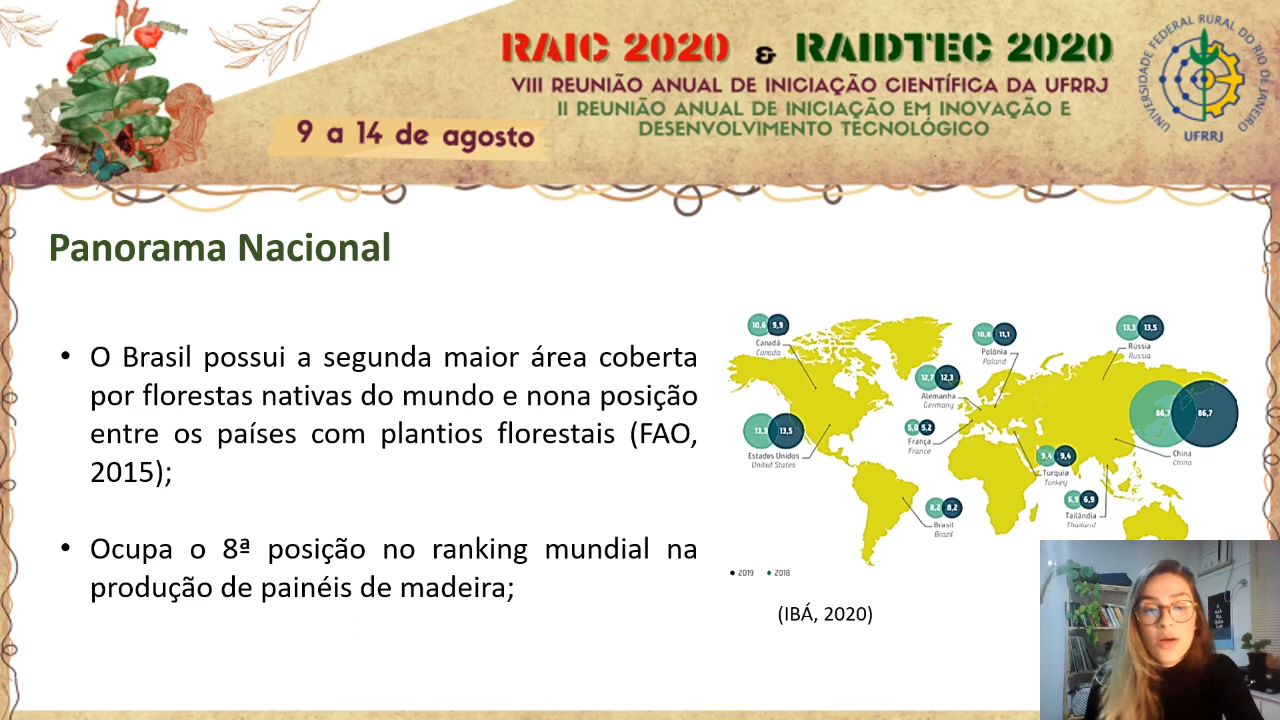 RAIC 2020 & RAIDTEC 2020
VIII REUNIÃO ANUAL DE INICIAÇÃO CIENTÍFICA DA UFRRJ
II REUNIÃO ANUAL DE INICIAÇÃO EM INOVAÇÃO E
DESENVOLVIMENTO TECNOLÓGICO
9 a 14 de agosto
UNIVERSIDADE FEDERAL RURAL DO RIO DE JANEIRO
UFRRJ
Panorama Nacional
• O Brasil possui a segunda maior área coberta
por florestas nativas do mundo e nona posição
entre os países com plantios florestais (FAO,
2015);
• Ocupa o 8ª posição no ranking mundial na
produção de painéis de madeira;
10,6 9,9
Canadá
Canada
10,8 11,1
Polônia
Poland
13,3 13,5
Rússia
Russia
12,7 12,3
Alemanha
Germany
86,7 86,7
China
China
5,0 5,2
França
France
13,3 13,5
Estados Unidos
United States
9,4 9,4
Turquia
Turkey
6,9 6,9
Tailândia
Thailand
8,2 8,2
Brasil
Brazil
• 2019 • 2018
(IBÁ, 2020)